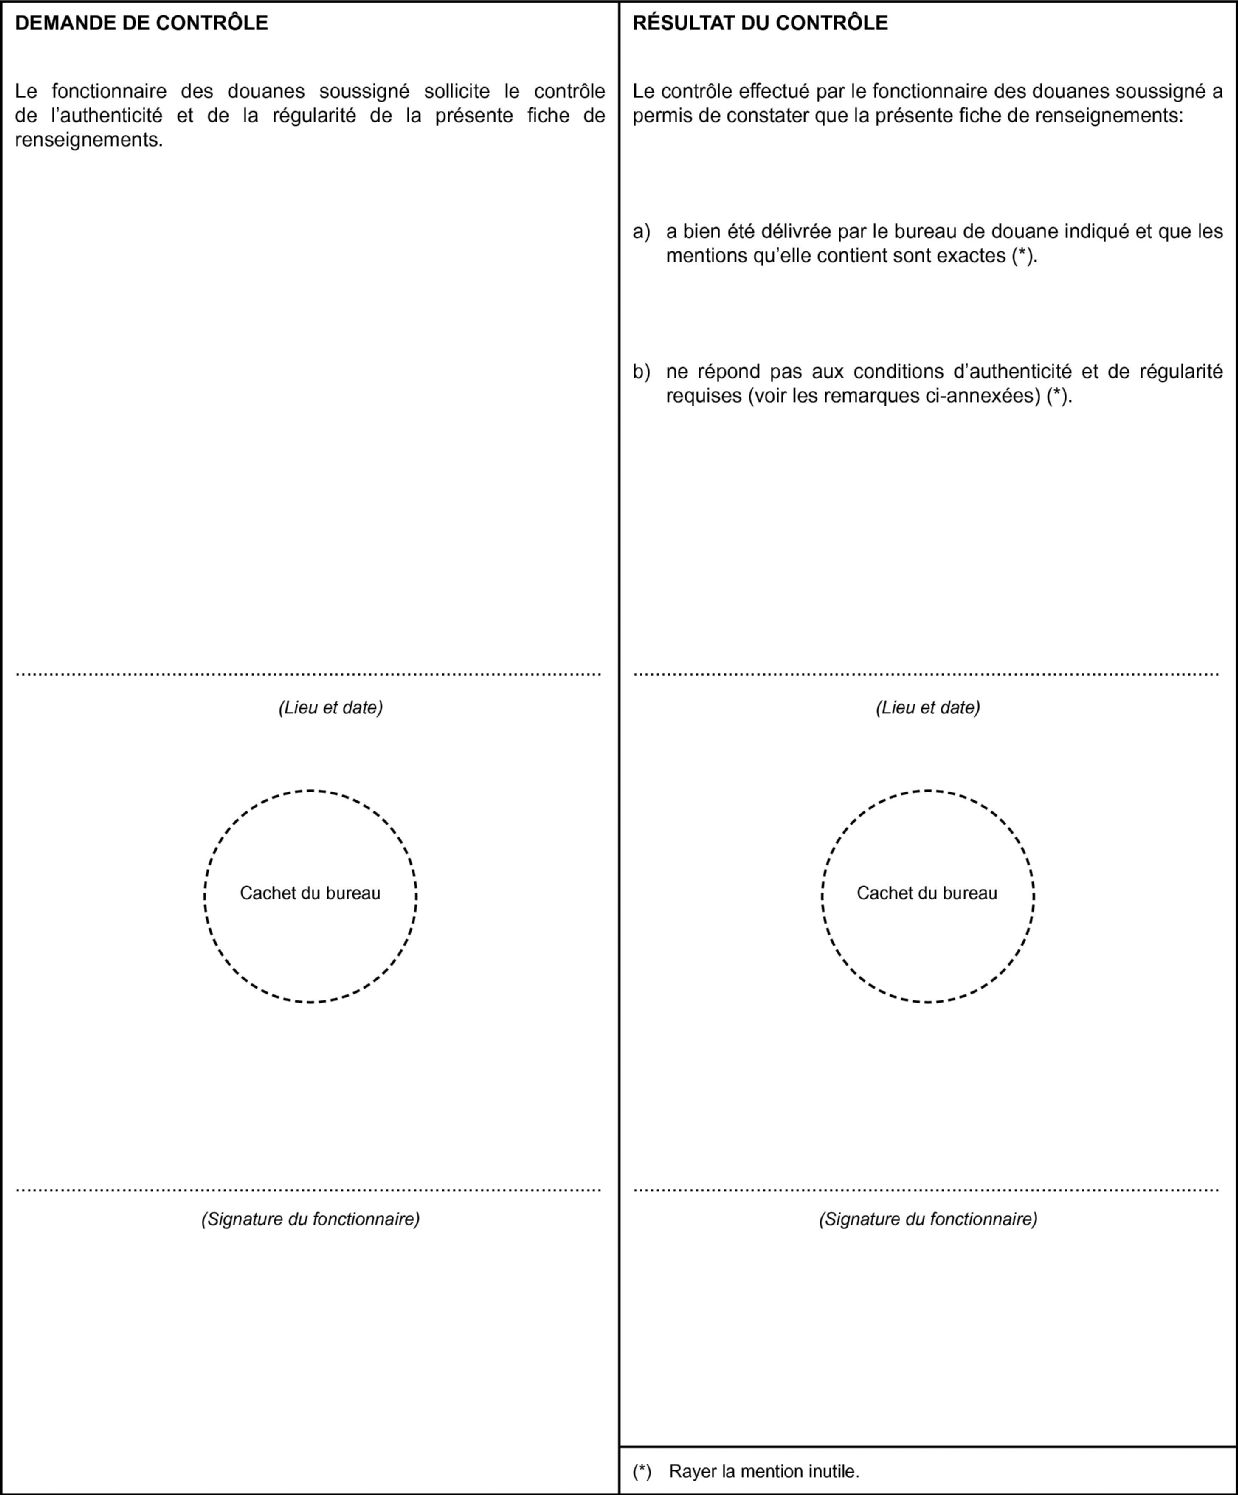 DEMANDE DE CONTRÔLE
Le fonctionnaire des douanes soussigné sollicite le contrôle
de l'authenticité et de la régularité de la présente fiche de
renseignements.
(Lieu et date)
Cachet du bureau
(Signature du fonctionnaire)
RÉSULTAT DU CONTRÔLE
Le contrôle effectué par le fonctionnaire des douanes soussigné a
permis de constater que la présente fiche de renseignements:
a) a bien été délivrée par le bureau de douane indiqué et que les
mentions qu'elle contient sont exactes (*).
b) ne répond pas aux conditions d'authenticité et de régularité
requises (voir les remarques ci-annexées) (*).
(Lieu et date)
Cachet du bureau
(Signature du fonctionnaire)
(*) Rayer la mention inutile.